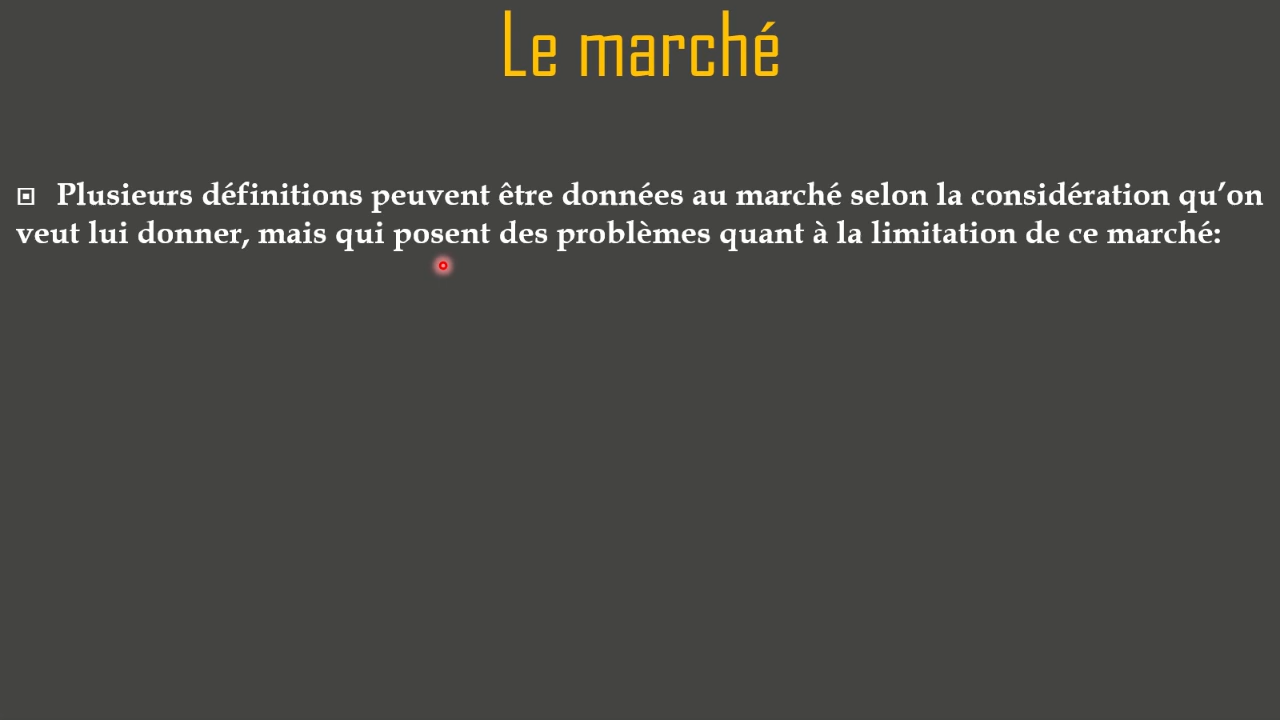 Le marché
Plusieurs définitions peuvent être données au marché selon la considération qu’on
veut lui donner, mais qui posent des problèmes quant à la limitation de ce marché: